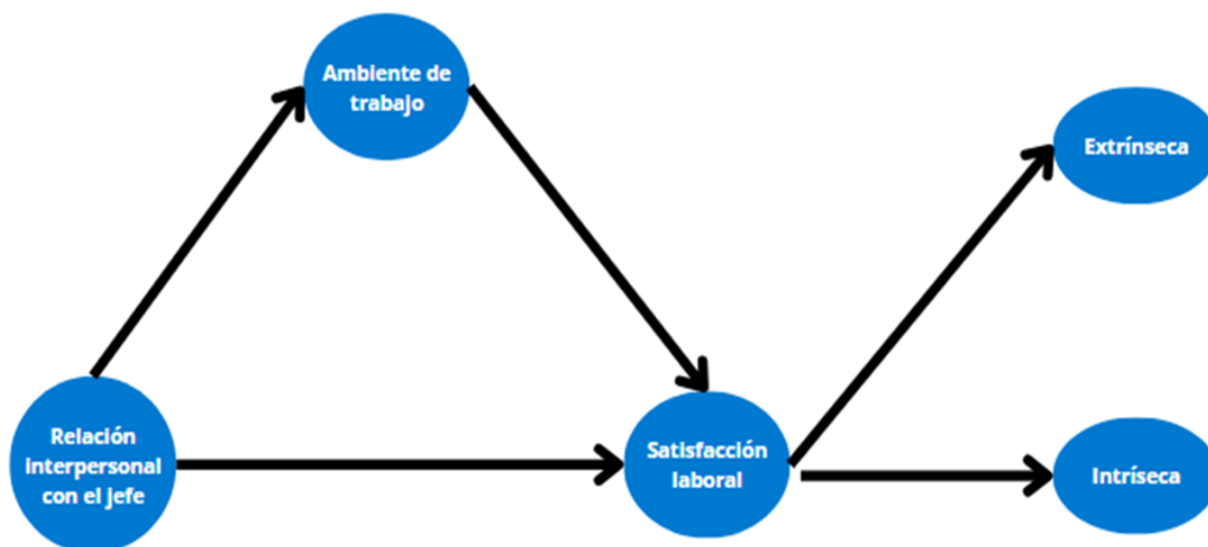 Ambiente de
trabajo
Extrínseca
Relación
interpersonal
con el jefe
Satisfacción
laboral
Intríseca